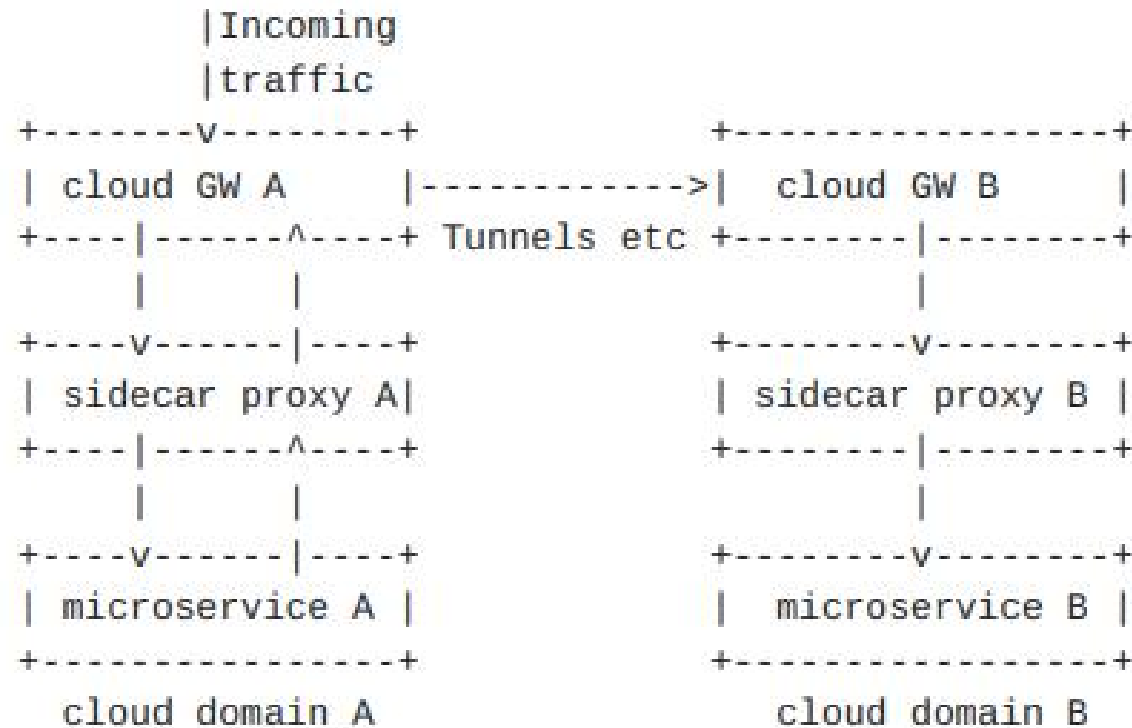 |Incoming
|traffic
+-------v--------+             +------------------+
| cloud GW A     |------------>|  cloud GW B      |
+----|------^----+ Tunnels etc +--------|--------+
     |      |                           |
+----v------|----+             +--------v--------+
| sidecar proxy A|             | sidecar proxy B |
+----|------^----+             +--------|--------+
     |      |                           |
+----v------|----+             +--------v--------+
| microservice A |             |  microservice B |
+----------------+             +------------------+
  cloud domain A                  cloud domain B